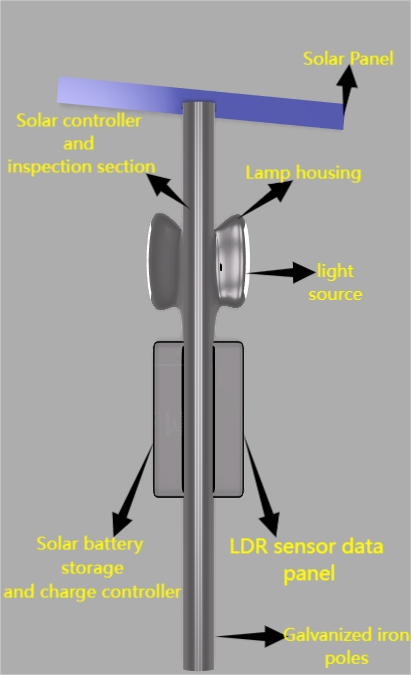 Solar Panel
Solar controller
and
inspection section
Lamp housing
light
source
Solar battery
storage
and charge controller
LDR sensor data
panel
Galvanized iron
poles